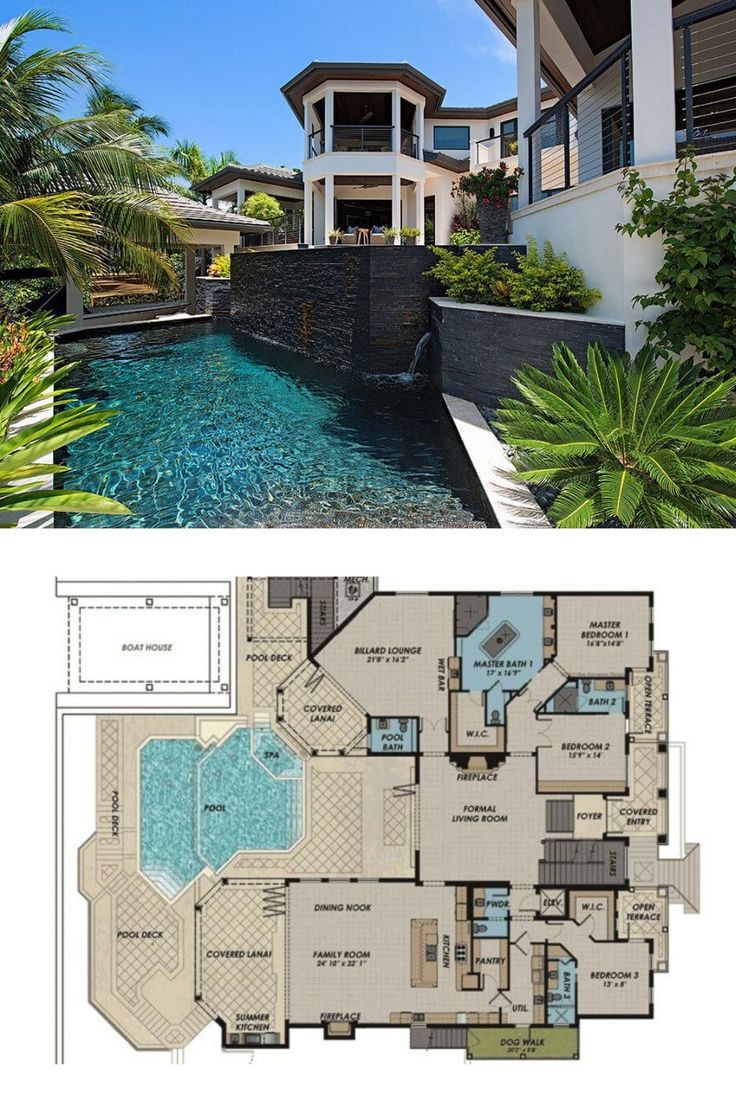 MECH.
STAIRS
BOAT HOUSE
POOL DECK
BILLARD LOUNGE
21'8" x 16'2"
WET BAR
MASTER BATH 1
17' x 16'9"
MASTER
BEDROOM 1
16'8"x14'8"
COVERED
LANAI
POOL
BATH
W.I.C.
BATH 2
OPEN TERRACE
BEDROOM 2
15'9" x 14'
SPA
POOL
POOL DECK
FIREPLACE
FORMAL
LIVING ROOM
FOYER
COVERED
ENTRY
STAIRS
DINING NOOK
PWDR.
ELEV.
W.I.C.
OPEN
TERRACE
POOL DECK
COVERED LANAI
FAMILY ROOM
24' 10" x 22' 1"
KITCHEN
PANTRY
BATH 3
BEDROOM 3
13' x 8'
SUMMER
KITCHEN
FIREPLACE
UTIL.
DOG WALK